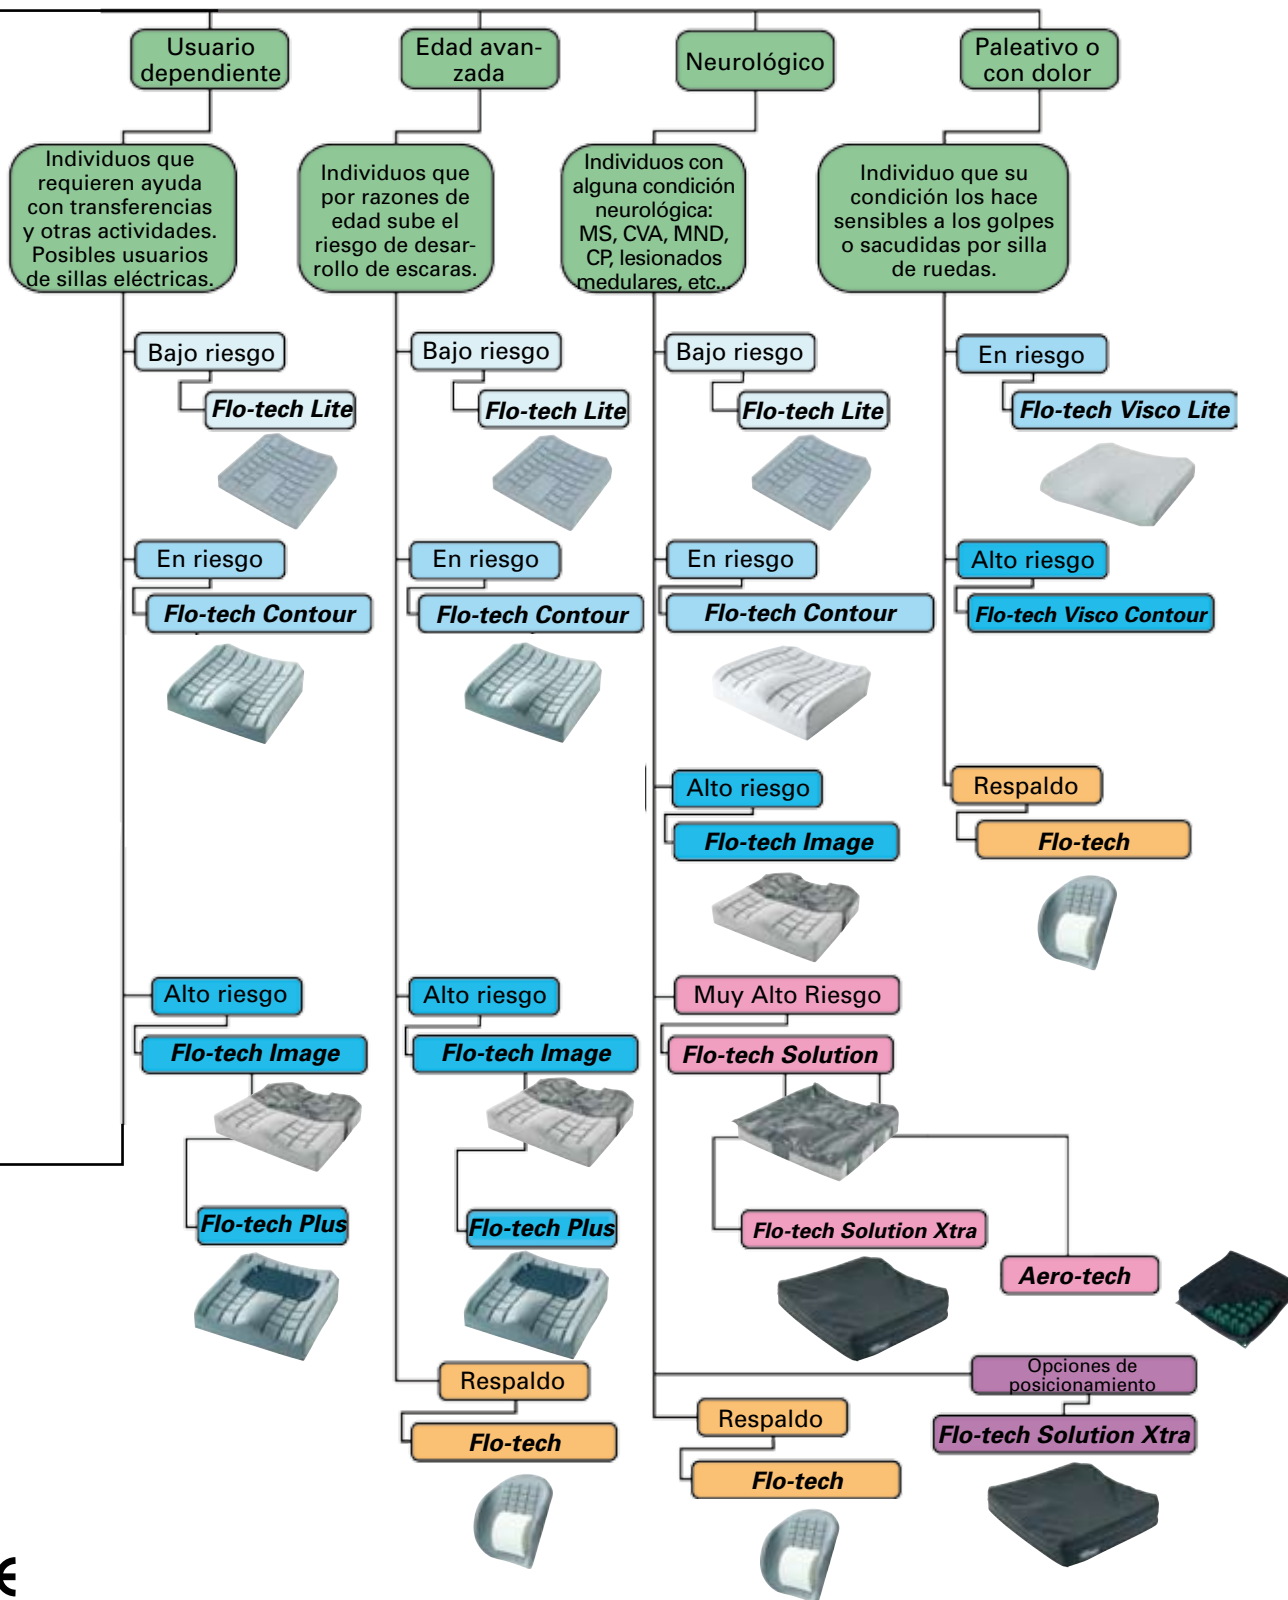 Usuario
dependiente
Individuos que
requieren ayuda
con transferencias
y otras actividades.
Posibles usuarios
de sillas eléctricas.
Bajo riesgo
Flo-tech Lite
En riesgo
Flo-tech Contour
Alto riesgo
Flo-tech Image
Flo-tech Plus
Edad avan-
zada
Individuos que
por razones de
edad sube el
riesgo de desar-
rollo de escaras.
Bajo riesgo
Flo-tech Lite
En riesgo
Flo-tech Contour
Alto riesgo
Flo-tech Image
Flo-tech Plus
Respaldo
Flo-tech
Neurológico
Individuos con
alguna condición
neurológica:
MS, CVA, MND,
CP, lesionados
medulares, etc...
Bajo riesgo
Flo-tech Lite
En riesgo
Flo-tech Contour
Alto riesgo
Flo-tech Image
Muy Alto Riesgo
Flo-tech Solution
Flo-tech Solution Xtra
Aero-tech
Opciones de
posicionamiento
Flo-tech Solution Xtra
Respaldo
Flo-tech
Paleativo o
con dolor
Individuo que su
condición los hace
sensibles a los golpes
o sacudidas por silla
de ruedas.
En riesgo
Flo-tech Visco Lite
Alto riesgo
Flo-tech Visco Contour
Respaldo
Flo-tech